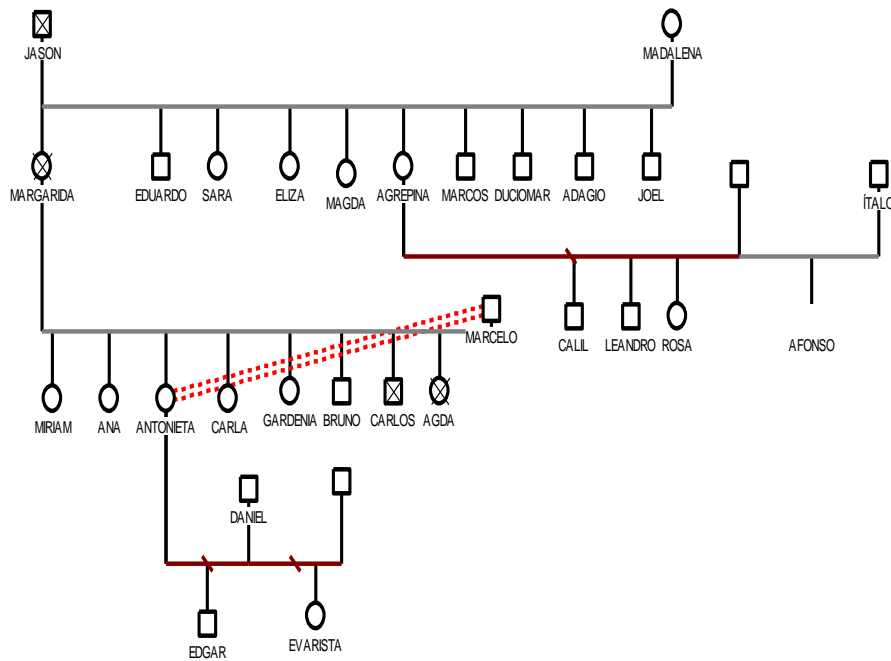 JASON
MADALENA
MARGARIDA
EDUARDO
SARA
ELIZA
MAGDA
AGREPINA
MARCOS
DUCIOMAR
ADAGIO
JOEL
ÍTALO
MARCELO
CALIL
LEANDRO
ROSA
AFONSO
MIRIAM
ANA
ANTONIETA
CARLA
GARDENIA
BRUNO
CARLOS
AGDA
DANIEL
EDGAR
EVARISTA